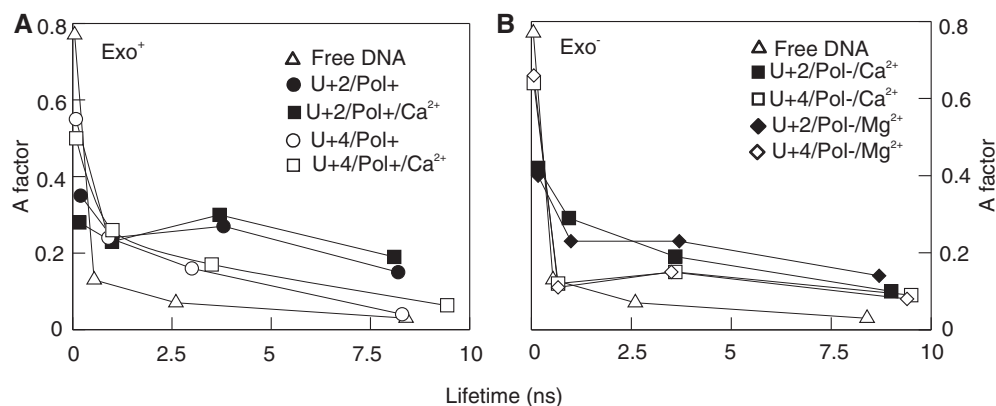 A
Exo⁺
Free DNA
U+2/Pol+
U+2/Pol+/Ca²⁺
U+4/Pol+
U+4/Pol+/Ca²⁺
A factor
0.8
0.6
0.4
0.2
0
0
2.5
5
7.5
10
B
Exo⁻
Free DNA
U+2/Pol-/Ca²⁺
U+4/Pol-/Ca²⁺
U+2/Pol-/Mg²⁺
U+4/Pol-/Mg²⁺
0.8
0.6
0.4
0.2
0
A factor
0
2.5
5
7.5
10
Lifetime (ns)